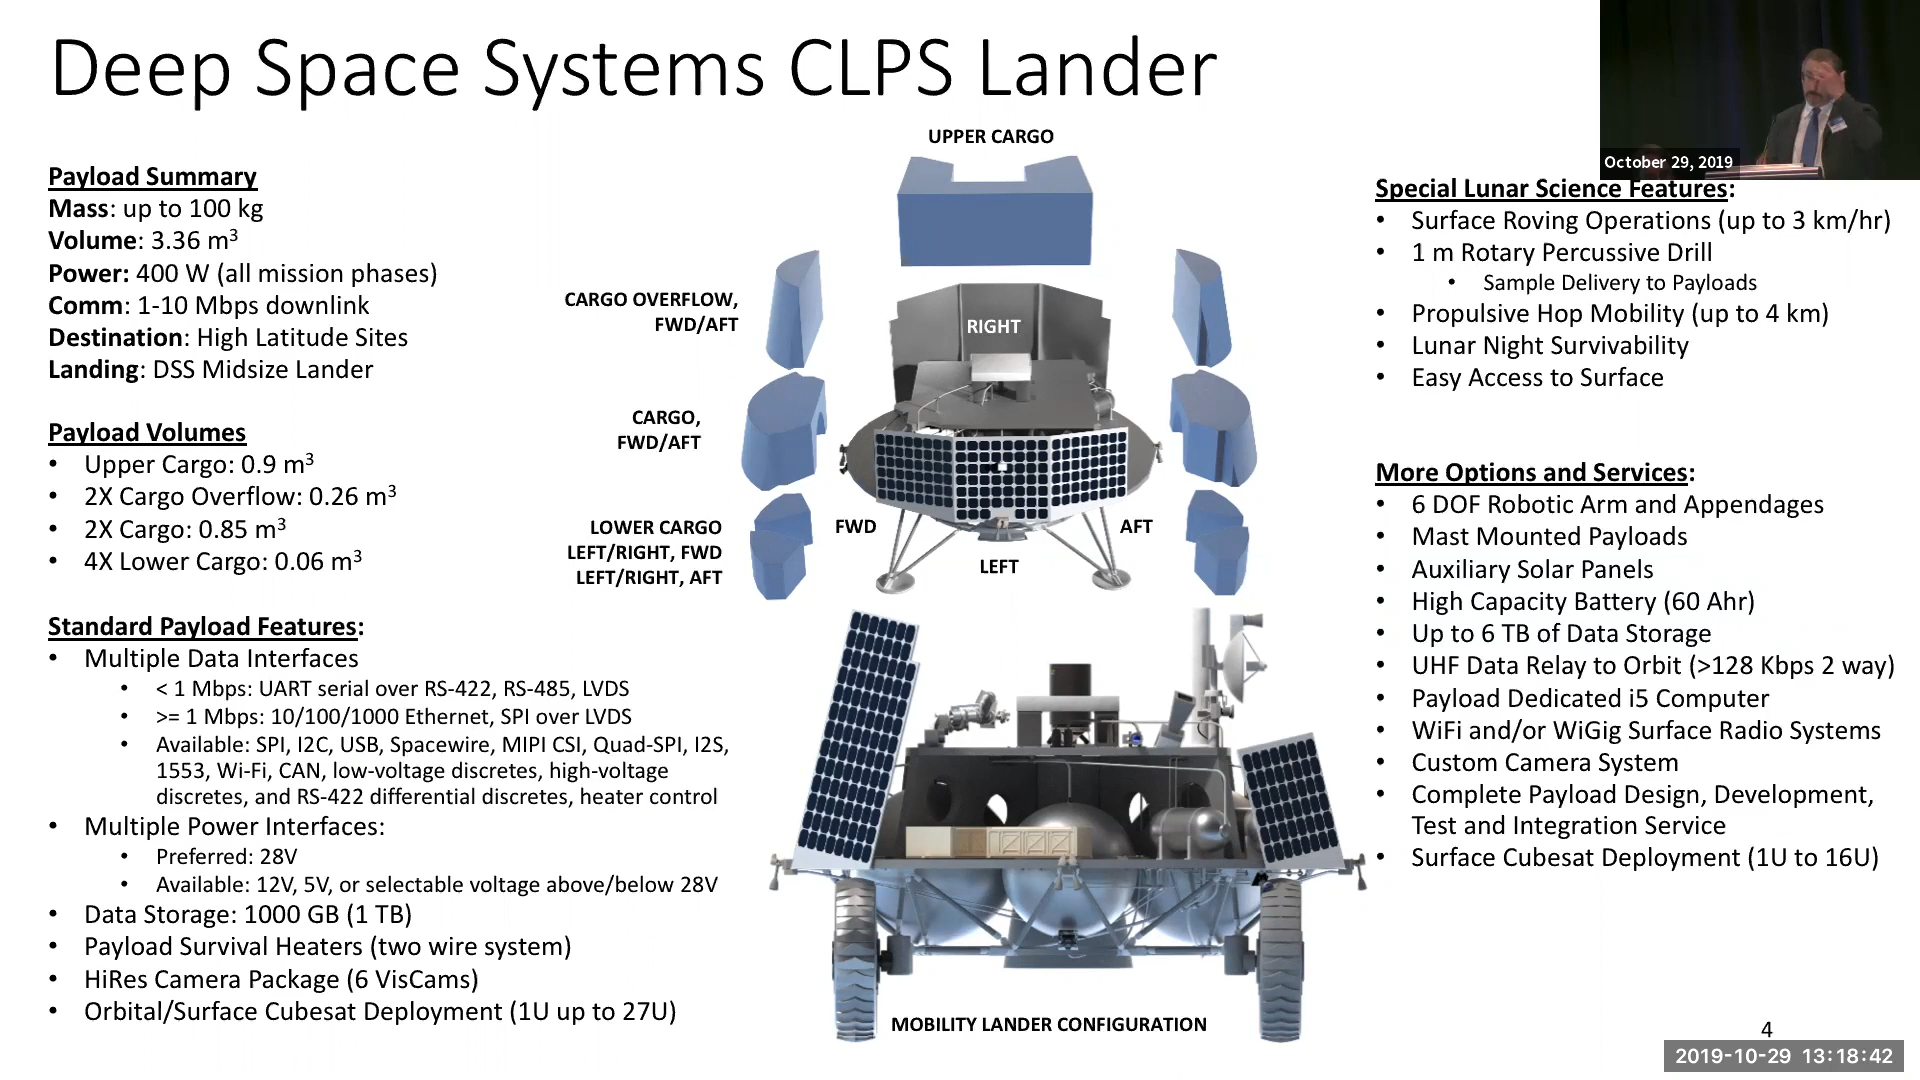 Deep Space Systems CLPS Lander
October 29, 2019
Payload Summary
Mass: up to 100 kg
Volume: 3.36 m³
Power: 400 W (all mission phases)
Comm: 1-10 Mbps downlink
Destination: High Latitude Sites
Landing: DSS Midsize Lander
Payload Volumes
• Upper Cargo: 0.9 m³
• 2X Cargo Overflow: 0.26 m³
• 2X Cargo: 0.85 m³
• 4X Lower Cargo: 0.06 m³
Standard Payload Features:
• Multiple Data Interfaces
• < 1 Mbps: UART serial over RS-422, RS-485, LVDS
• >= 1 Mbps: 10/100/1000 Ethernet, SPI over LVDS
• Available: SPI, I2C, USB, Spacewire, MIPI CSI, Quad-SPI, I2S,
1553, Wi-Fi, CAN, low-voltage discretes, high-voltage
discretes, and RS-422 differential discretes, heater control
• Multiple Power Interfaces:
• Preferred: 28V
• Available: 12V, 5V, or selectable voltage above/below 28V
• Data Storage: 1000 GB (1 TB)
• Payload Survival Heaters (two wire system)
• HiRes Camera Package (6 VisCams)
• Orbital/Surface Cubesat Deployment (1U up to 27U)
UPPER CARGO
CARGO OVERFLOW,
FWD/AFT
RIGHT
CARGO,
FWD/AFT
LOWER CARGO
LEFT/RIGHT, FWD
LEFT/RIGHT, AFT
FWD
AFT
LEFT
MOBILITY LANDER CONFIGURATION
Special Lunar Science Features:
• Surface Roving Operations (up to 3 km/hr)
• 1 m Rotary Percussive Drill
• Sample Delivery to Payloads
• Propulsive Hop Mobility (up to 4 km)
• Lunar Night Survivability
• Easy Access to Surface
More Options and Services:
• 6 DOF Robotic Arm and Appendages
• Mast Mounted Payloads
• Auxiliary Solar Panels
• High Capacity Battery (60 Ahr)
• Up to 6 TB of Data Storage
• UHF Data Relay to Orbit (>128 Kbps 2 way)
• Payload Dedicated i5 Computer
• WiFi and/or WiGig Surface Radio Systems
• Custom Camera System
• Complete Payload Design, Development,
Test and Integration Service
• Surface Cubesat Deployment (1U to 16U)
4
2019-10-29 13:18:42